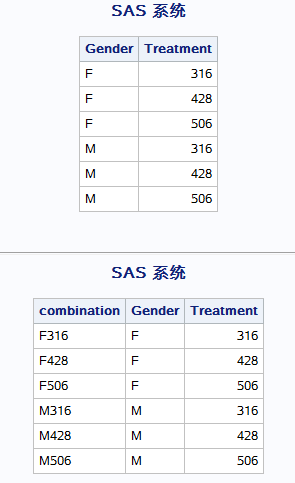 SAS 系统
Gender Treatment
F 316
F 428
F 506
M 316
M 428
M 506
SAS 系统
combination Gender Treatment
F316 F 316
F428 F 428
F506 F 506
M316 M 316
M428 M 428
M506 M 506